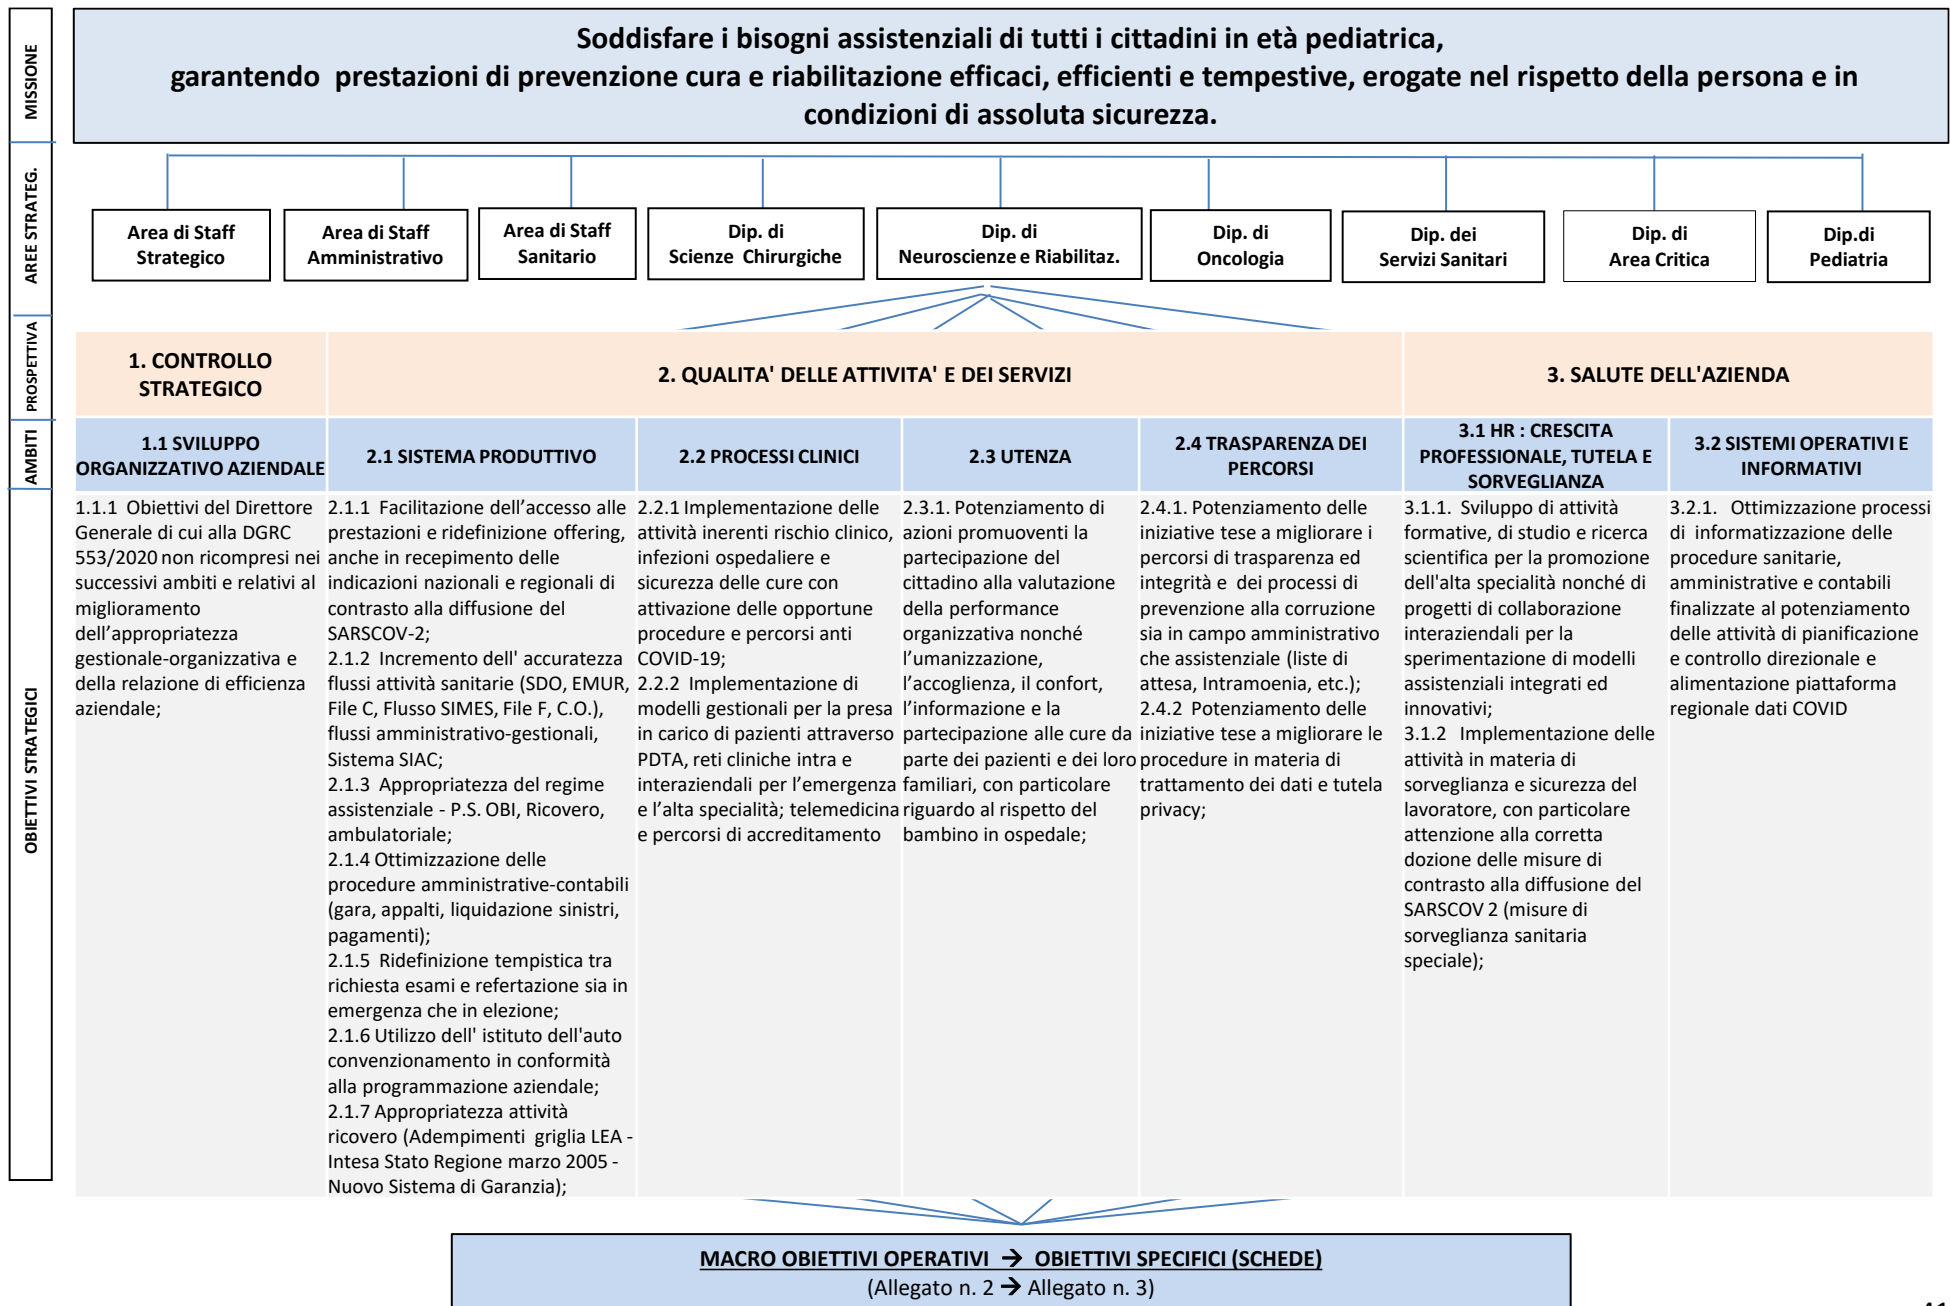 MISSIONE
Soddisfare i bisogni assistenziali di tutti i cittadini in età pediatrica,
garantendo prestazioni di prevenzione cura e riabilitazione efficaci, efficienti e tempestive, erogate nel rispetto della persona e in
condizioni di assoluta sicurezza.
AREE STRATEG.
Area di Staff
Strategico
Area di Staff
Amministrativo
Area di Staff
Sanitario
Dip. di
Scienze Chirurgiche
Dip. di
Neuroscienze e Riabilitaz.
Dip. di
Oncologia
Dip. dei
Servizi Sanitari
Dip. di
Area Critica
Dip.di
Pediatria
PROSPETTIVA
1. CONTROLLO
STRATEGICO
2. QUALITA' DELLE ATTIVITA' E DEI SERVIZI
3. SALUTE DELL'AZIENDA
AMBITI
1.1 SVILUPPO
ORGANIZZATIVO AZIENDALE
2.1 SISTEMA PRODUTTIVO
2.2 PROCESSI CLINICI
2.3 UTENZA
2.4 TRASPARENZA DEI
PERCORSI
3.1 HR : CRESCITA
PROFESSIONALE, TUTELA E
SORVEGLIANZA
3.2 SISTEMI OPERATIVI E
INFORMATIVI
OBIETTIVI STRATEGICI
1.1.1 Obiettivi del Direttore
Generale di cui alla DGRC
553/2020 non ricompresi nei
successivi ambiti e relativi al
miglioramento
dell’appropriatezza
gestionale-organizzativa e
della relazione di efficienza
aziendale;
2.1.1 Facilitazione dell’accesso alle
prestazioni e ridefinizione offering,
anche in recepimento delle
indicazioni nazionali e regionali di
contrasto alla diffusione del
SARSCOV-2;
2.1.2 Incremento dell' accuratezza
flussi attività sanitarie (SDO, EMUR,
File C, Flusso SIMES, File F, C.O.),
flussi amministrativo-gestionali,
Sistema SIAC;
2.1.3 Appropriatezza del regime
assistenziale - P.S. OBI, Ricovero,
ambulatoriale;
2.1.4 Ottimizzazione delle
procedure amministrative-contabili
(gara, appalti, liquidazione sinistri,
pagamenti);
2.1.5 Ridefinizione tempistica tra
richiesta esami e refertazione sia in
emergenza che in elezione;
2.1.6 Utilizzo dell' istituto dell'auto
convenzionamento in conformità
alla programmazione aziendale;
2.1.7 Appropriatezza attività
ricovero (Adempimenti griglia LEA -
Intesa Stato Regione marzo 2005 -
Nuovo Sistema di Garanzia);
2.2.1 Implementazione delle
attività inerenti rischio clinico,
infezioni ospedaliere e
sicurezza delle cure con
attivazione delle opportune
procedure e percorsi anti
COVID-19;
2.2.2 Implementazione di
modelli gestionali per la presa
in carico di pazienti attraverso
PDTA, reti cliniche intra e
interaziendali per l’emergenza
e l’alta specialità; telemedicina
e percorsi di accreditamento
2.3.1. Potenziamento di
azioni promuoventi la
partecipazione del
cittadino alla valutazione
della performance
organizzativa nonché
l’umanizzazione,
l’accoglienza, il confort,
l’informazione e la
partecipazione alle cure da
parte dei pazienti e dei loro
familiari, con particolare
riguardo al rispetto del
bambino in ospedale;
2.4.1. Potenziamento delle
iniziative tese a migliorare i
percorsi di trasparenza ed
integrità e dei processi di
prevenzione alla corruzione
sia in campo amministrativo
che assistenziale (liste di
attesa, Intramoenia, etc.);
2.4.2 Potenziamento delle
iniziative tese a migliorare le
procedure in materia di
trattamento dei dati e tutela
privacy;
3.1.1. Sviluppo di attività
formative, di studio e ricerca
scientifica per la promozione
dell'alta specialità nonché di
progetti di collaborazione
interaziendali per la
sperimentazione di modelli
assistenziali integrati ed
innovativi;
3.1.2 Implementazione delle
attività in materia di
sorveglianza e sicurezza del
lavoratore, con particolare
attenzione alla corretta
dozione delle misure di
contrasto alla diffusione del
SARSCOV 2 (misure di
sorveglianza sanitaria
speciale);
3.2.1. Ottimizzazione processi
di informatizzazione delle
procedure sanitarie,
amministrative e contabili
finalizzate al potenziamento
delle attività di pianificazione
e controllo direzionale e
alimentazione piattaforma
regionale dati COVID
MACRO OBIETTIVI OPERATIVI → OBIETTIVI SPECIFICI (SCHEDE)
(Allegato n. 2 → Allegato n. 3)